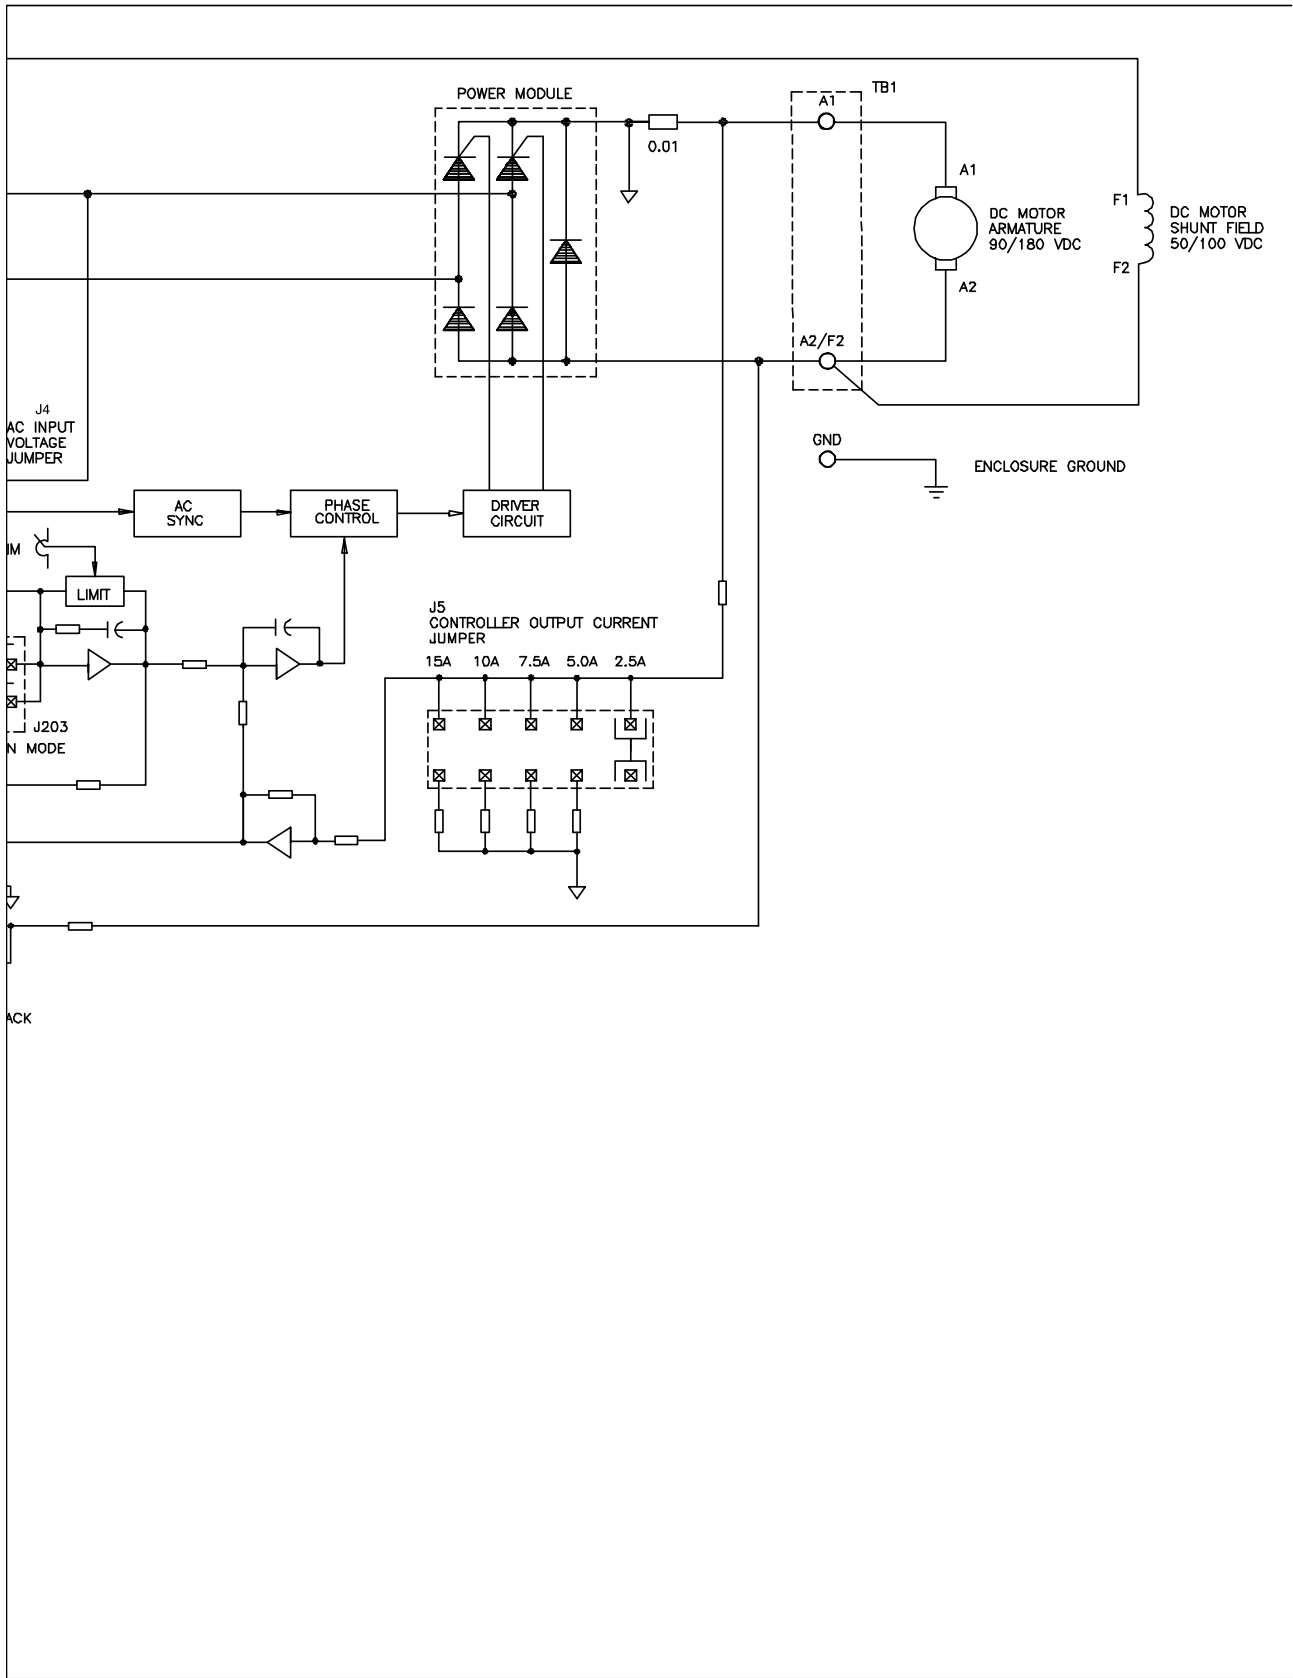 POWER MODULE
TB1
A1
0.01
A1
DC MOTOR
ARMATURE
90/180 VDC
A2
F1
F2
DC MOTOR
SHUNT FIELD
50/100 VDC
A2/F2
GND
ENCLOSURE GROUND
J4
AC INPUT
VOLTAGE
JUMPER
AC
SYNC
PHASE
CONTROL
DRIVER
CIRCUIT
IM
LIMIT
J5
CONTROLLER OUTPUT CURRENT
JUMPER
15A 10A 7.5A 5.0A 2.5A
J203
N MODE
ACK